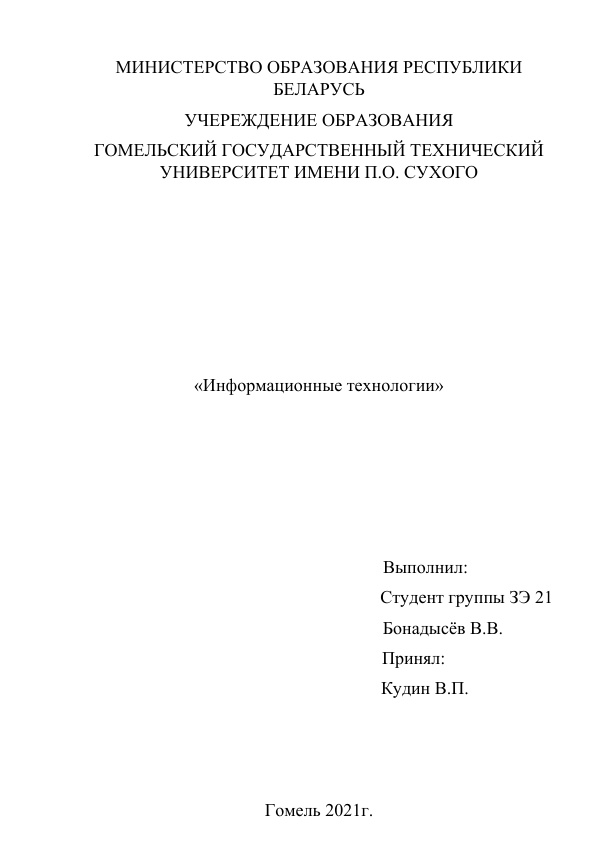 МИНИСТЕРСТВО ОБРАЗОВАНИЯ РЕСПУБЛИКИ
БЕЛАРУСЬ
УЧЕРЕЖДЕНИЕ ОБРАЗОВАНИЯ
ГОМЕЛЬСКИЙ ГОСУДАРСТВЕННЫЙ ТЕХНИЧЕСКИЙ
УНИВЕРСИТЕТ ИМЕНИ П.О. СУХОГО
«Информационные технологии»
Выполнил:
Студент группы ЗЭ 21
Бонадысёв В.В.
Принял:
Кудин В.П.
Гомель 2021г.